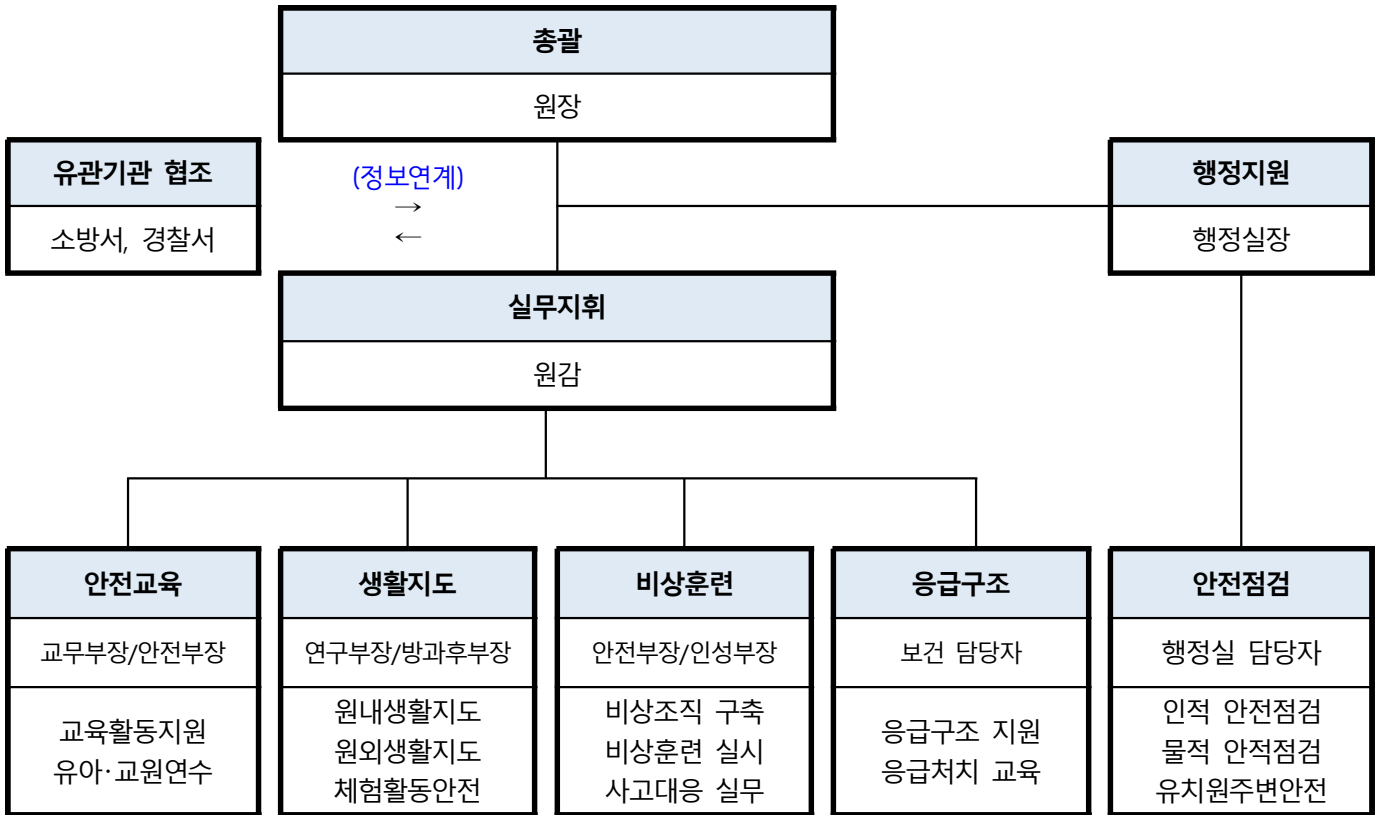 총괄
원장
유관기관 협조
소방서, 경찰서
(정보연계)
→
←
행정지원
행정실장
실무지휘
원감
안전교육
교무부장/안전부장
교육활동지원
유아·교원연수
생활지도
연구부장/방과후부장
원내생활지도
원외생활지도
체험활동안전
비상훈련
안전부장/인성부장
비상조직 구축
비상훈련 실시
사고대응 실무
응급구조
보건 담당자
응급구조 지원
응급처치 교육
안전점검
행정실 담당자
인적 안전점검
물적 안적점검
유치원주변안전